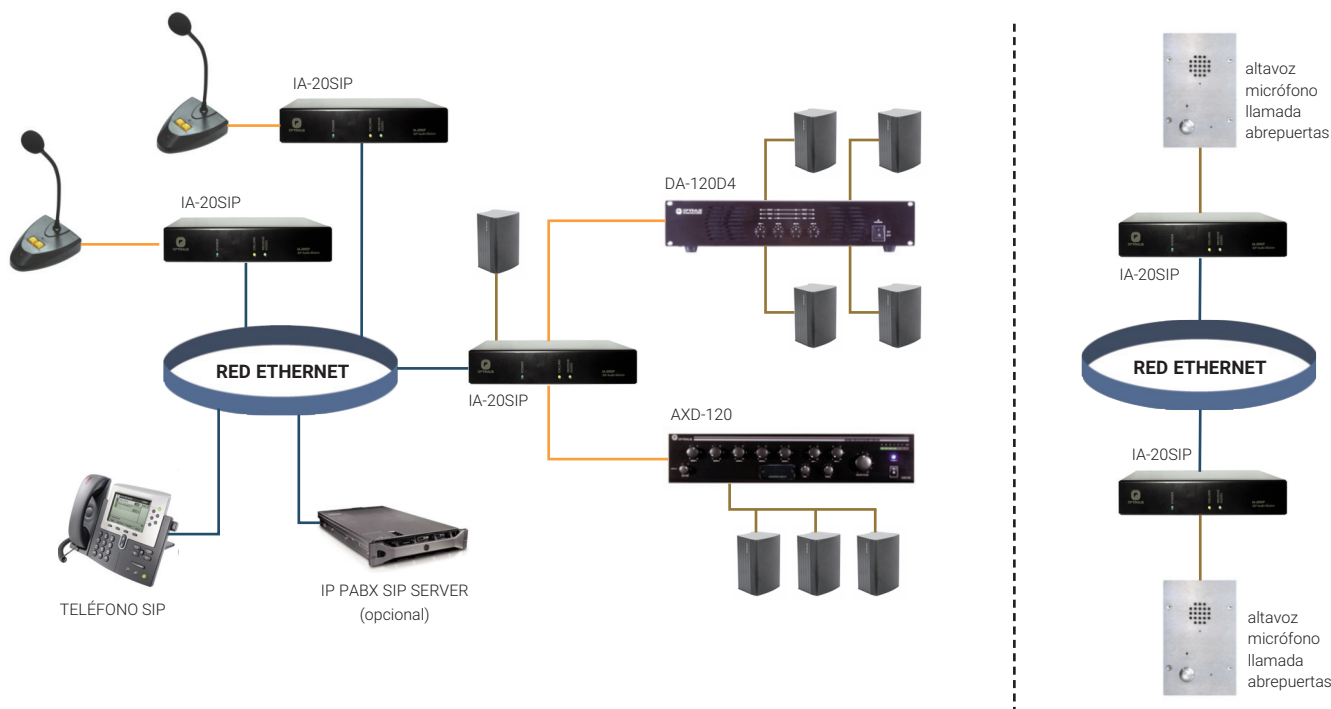 IA-20SIP
IA-20SIP
DA-120D4
RED ETHERNET
IA-20SIP
AXD-120
TELÉFONO SIP
IP PABX SIP SERVER
(opcional)
altavoz
micrófono
llamada
abrepuertas
IA-20SIP
RED ETHERNET
IA-20SIP
altavoz
micrófono
llamada
abrepuertas